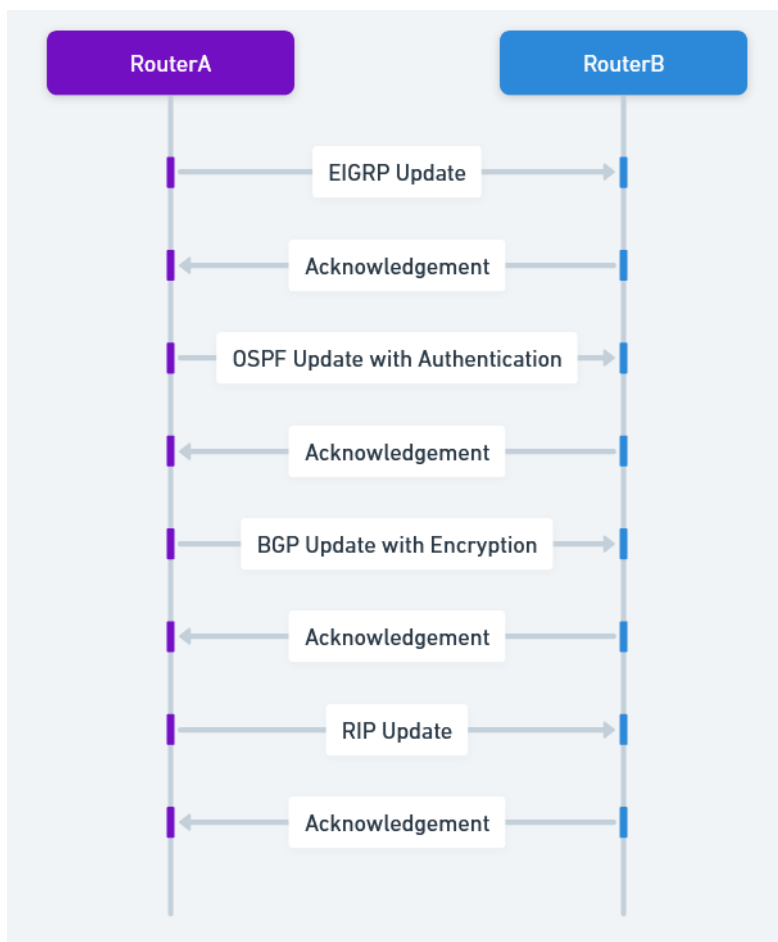 RouterA
RouterB
EIGRP Update
Acknowledgement
OSPF Update with Authentication
Acknowledgement
BGP Update with Encryption
Acknowledgement
RIP Update
Acknowledgement